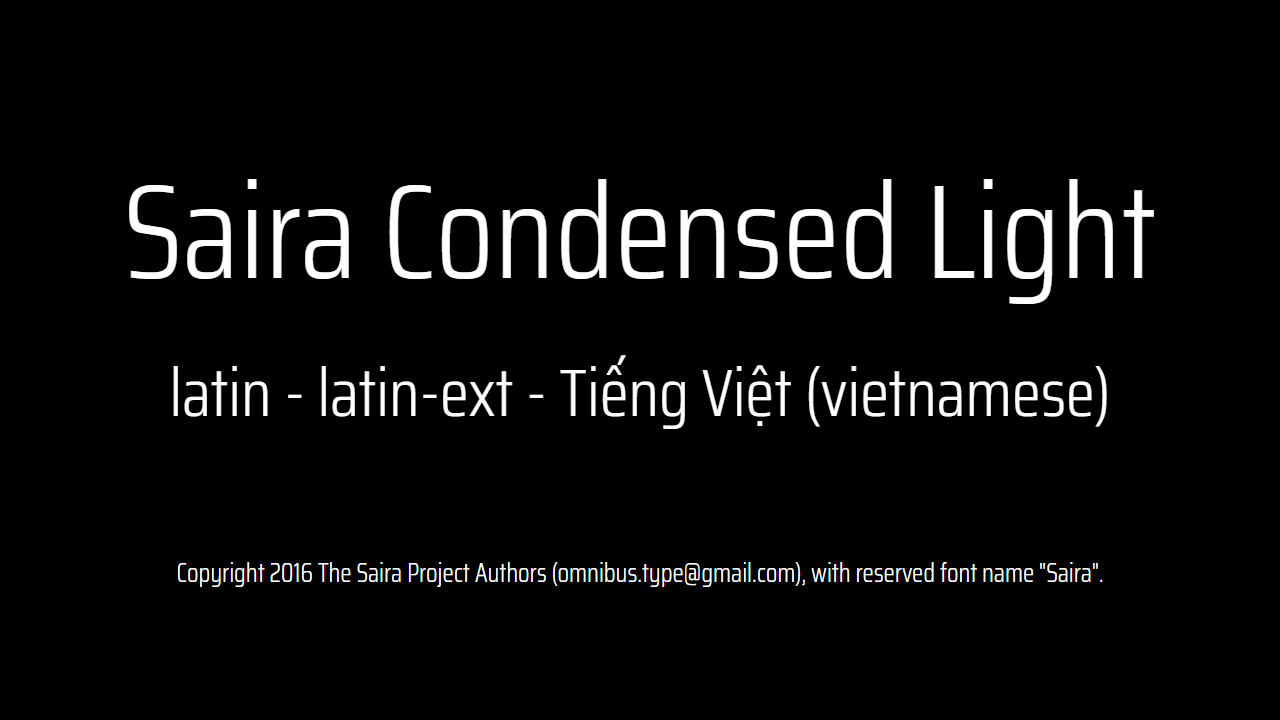 Saira Condensed Light
latin - latin-ext - Tiếng Việt (vietnamese)
Copyright 2016 The Saira Project Authors (omnibus.type@gmail.com), with reserved font name "Saira".